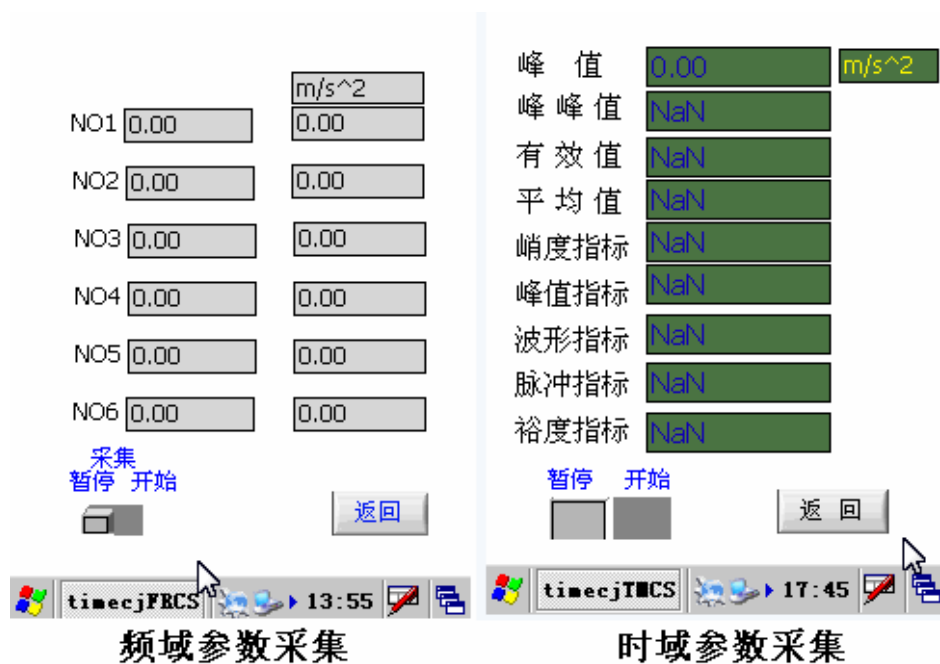 m/s^2
NO1 0.00 0.00
NO2 0.00 0.00
NO3 0.00 0.00
NO4 0.00 0.00
NO5 0.00 0.00
NO6 0.00 0.00
采集
暂停 开始
返回
timecjFRCS 13:55
频域参数采集
峰 值 0.00 m/s^2
峰 峰 值 NaN
有 效 值 NaN
平 均 值 NaN
峭度指标 NaN
峰值指标 NaN
波形指标 NaN
脉冲指标 NaN
裕度指标 NaN
暂停 开始
返 回
timecjTMCS 17:45
时域参数采集